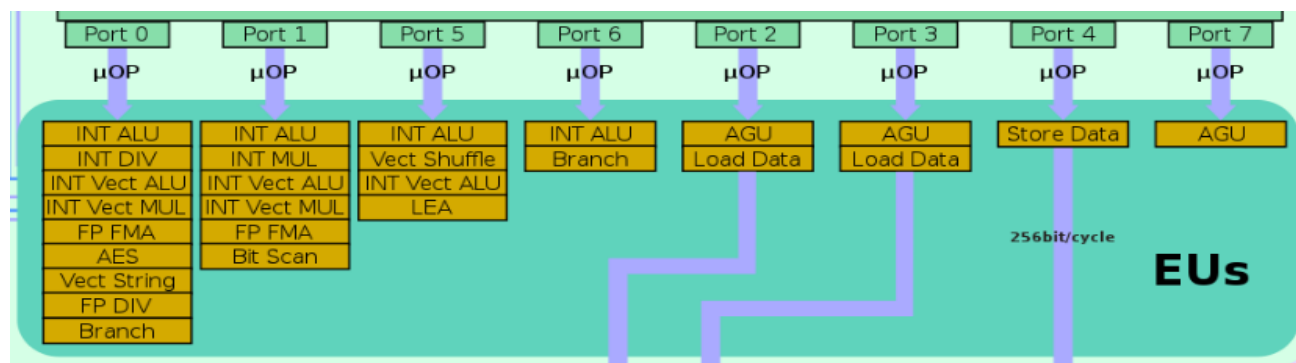 Port 0 Port 1 Port 5 Port 6 Port 2 Port 3 Port 4 Port 7
μOP μOP μOP μOP μOP μOP μOP μOP
INT ALU INT ALU INT ALU INT ALU AGU AGU Store Data AGU
INT DIV INT MUL Vect Shuffle Branch Load Data Load Data
INT Vect ALU INT Vect ALU INT Vect ALU
INT Vect MUL INT Vect MUL LEA
FP FMA FP FMA 256bit/cycle
AES Bit Scan EUs
Vect String
FP DIV
Branch